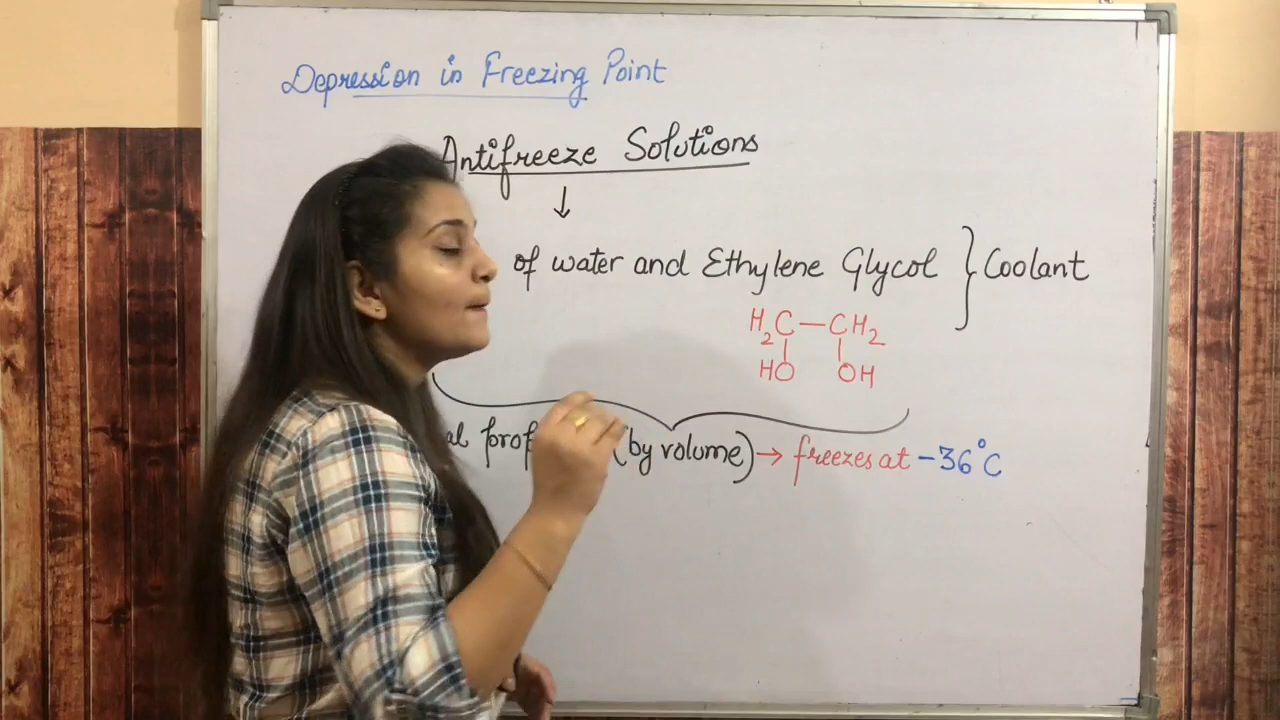 Depression in Freezing Point
Antifreeze Solutions
↓
of water and Ethylene Glycol } Coolant
H2C—CH2
HO OH
(by volume) → freezes at -36°C